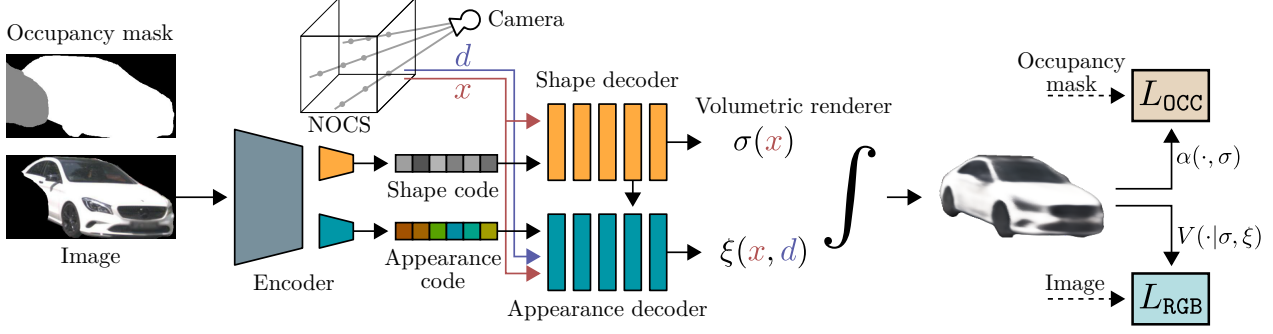 Occupancy mask
Image
Encoder
NOCS
Camera
d
x
Shape code
Appearance
code
Shape decoder
Appearance decoder
Volumetric renderer
σ(x)
ξ(x, d)
∫
Occupancy
mask
L_OCC
α(·, σ)
V(·|σ, ξ)
Image
L_RGB